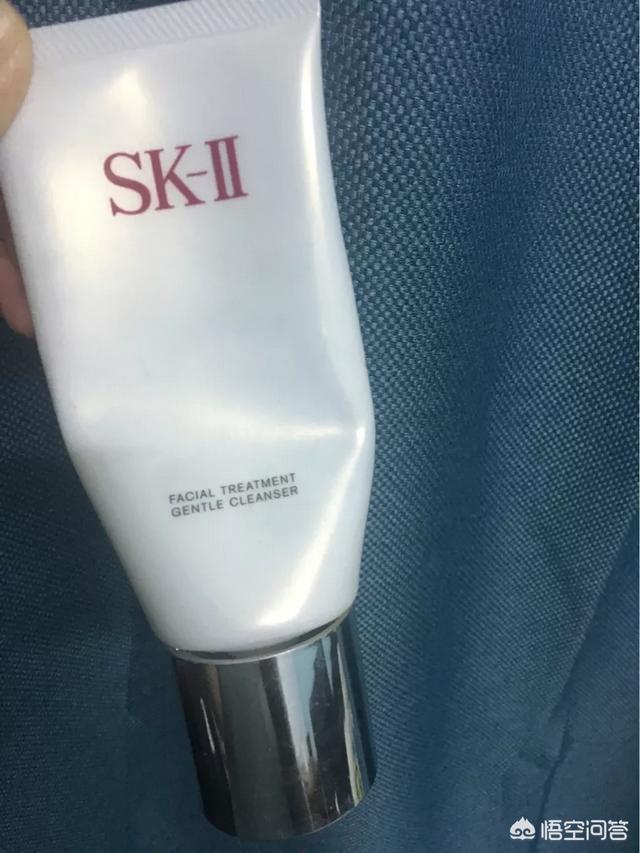 SK-II
FACIAL TREATMENT
GENTLE CLEANSER
悟空问答